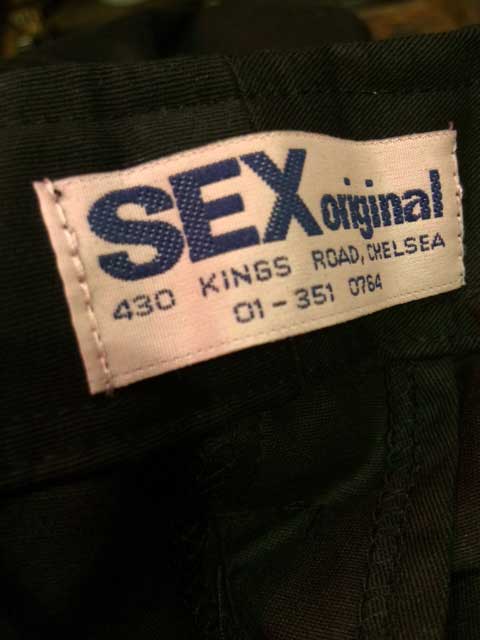 SEX original
430 KINGS ROAD, CHELSEA
01-351 0764